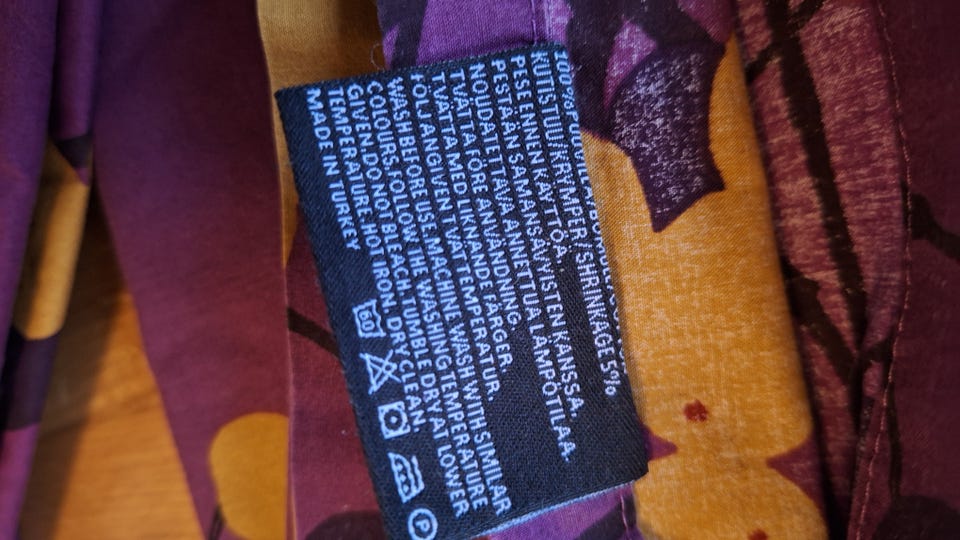 100%
KUTISTUU/KRYMPER/SHRINKAGE 5%
PESE ENNEN KÄYTTÖÄ.
PESTÄÄN SAMANSÄVYISTEN KANSSA.
NOUDATETTAVA ANNETTUA LÄMPÖTILAA.
TVÄTTA FÖRE ANVÄNDNING.
TVÄTTA MED LIKNANDE FÄRGER.
FÖLJ ANGIVEN TVÄTTEMPERATUR.
WASH BEFORE USE.MACHINE WASH WITH SIMILAR
COLOURS.FOLLOW THE WASHING TEMPERATURE
GIVEN.DO NOT BLEACH.TUMBLE DRY AT LOWER
TEMPERATURE.HOT IRON. DRY CLEAN.
MADE IN TURKEY
60 P